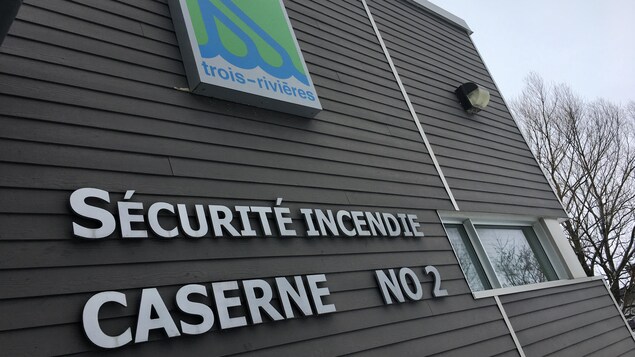 trois-rivières
SÉCURITÉ INCENDIE
CASERNE NO 2